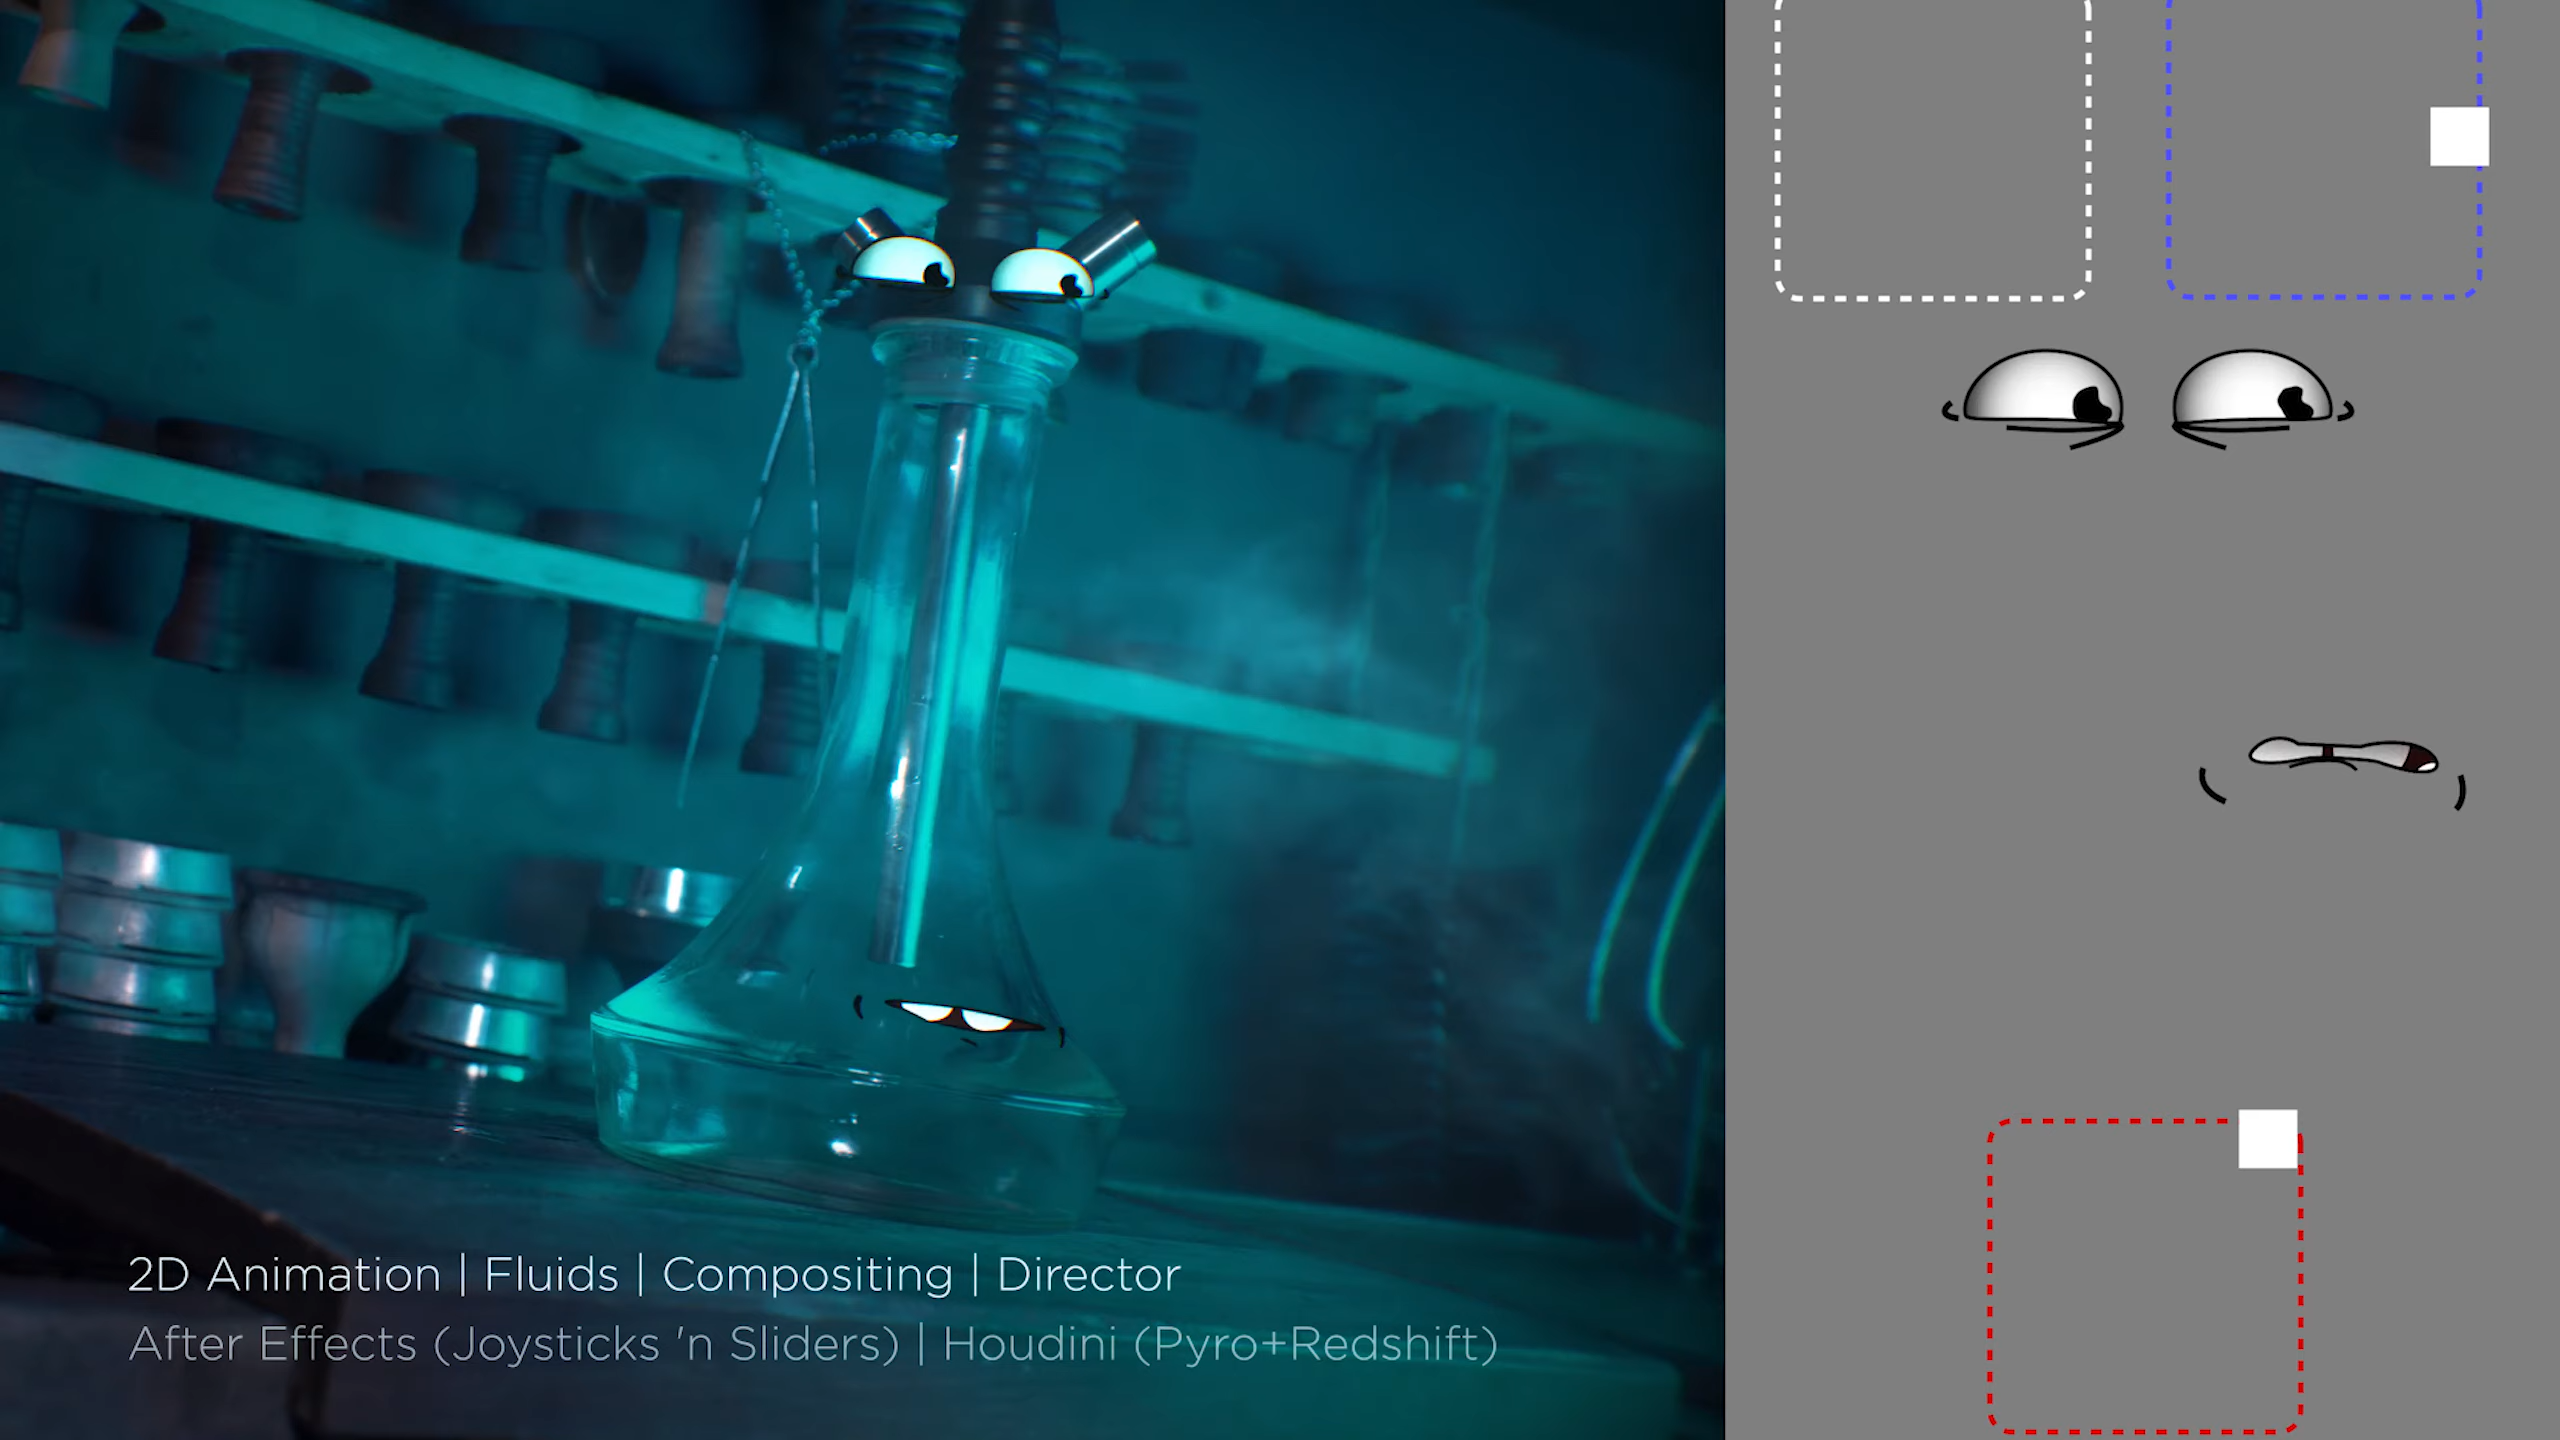 2D Animation | Fluids | Compositing | Director
After Effects (Joysticks 'n Sliders) | Houdini (Pyro+Redshift)